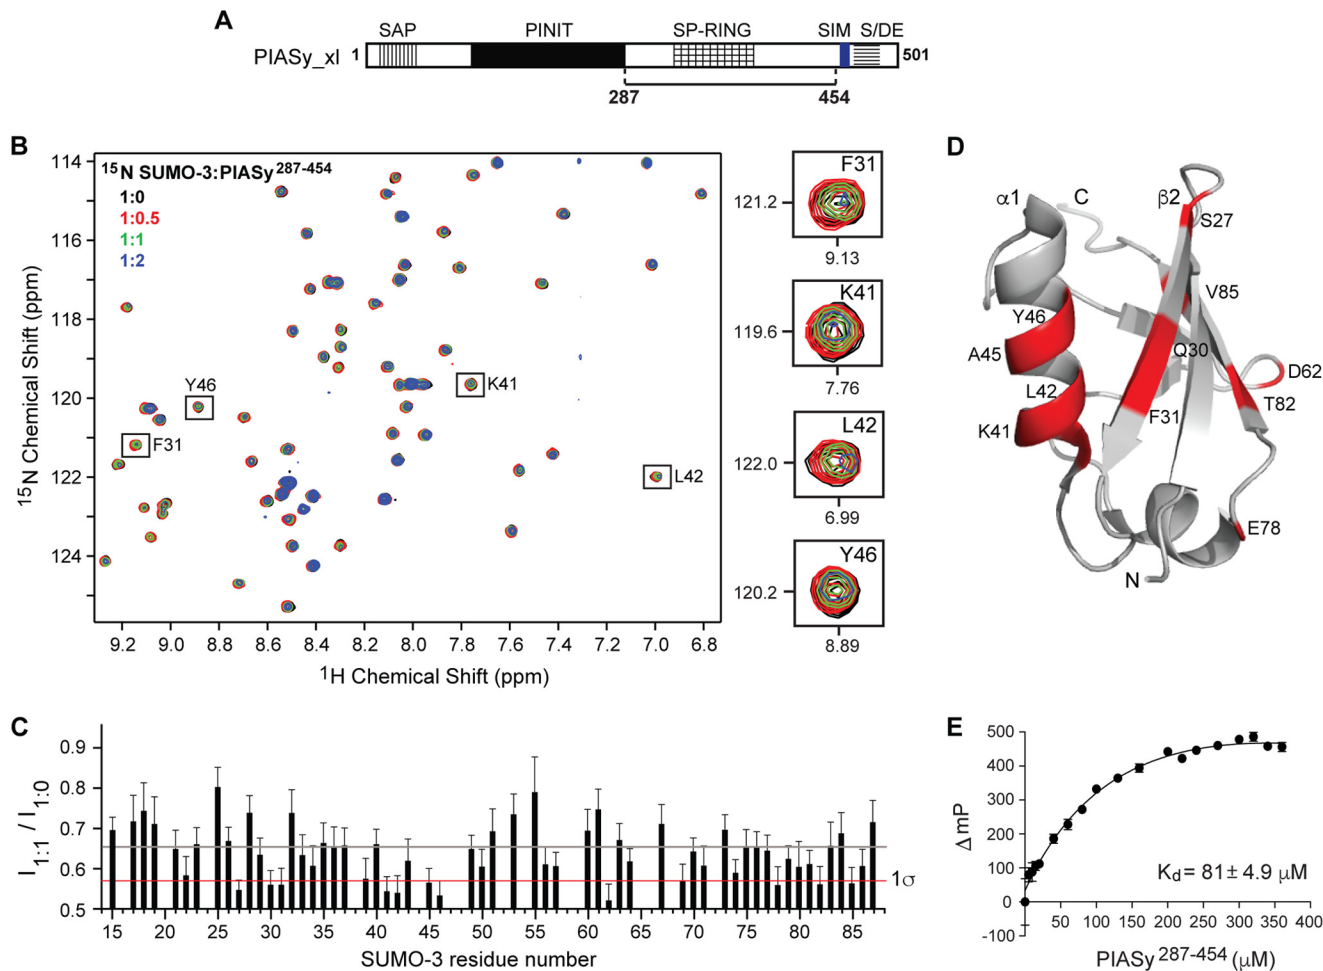 A
SAP PINIT SP-RING SIM S/DE
PIASy_xl 1 501
287 454
B
15N SUMO-3:PIASy287-454
1:0
1:0.5
1:1
1:2
114
116
118
120
122
124
15N Chemical Shift (ppm)
Y46
K41
F31
L42
9.2 9.0 8.8 8.6 8.4 8.2 8.0 7.8 7.6 7.4 7.2 7.0 6.8
1H Chemical Shift (ppm)
F31
121.2
9.13
K41
119.6
7.76
L42
122.0
6.99
Y46
120.2
8.89
D
α1
C
β2
S27
V85
Y46
A45
Q30
D62
L42
T82
K41
F31
E78
N
C
0.9
0.8
0.7
0.6
0.5
I1:1 / I1:0
1σ
15 20 25 30 35 40 45 50 55 60 65 70 75 80 85
SUMO-3 residue number
E
500
400
300
200
100
0
-100
Δ mP
Kd= 81± 4.9 μM
50 100 150 200 250 300 350 400
PIASy287-454 (μM)